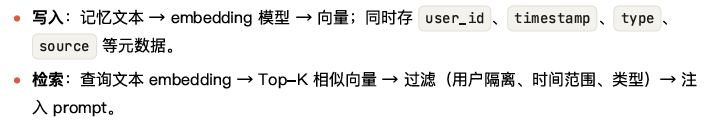 写入：记忆文本 → embedding 模型 → 向量；同时存 user_id 、 timestamp 、 type 、
source 等元数据。
检索：查询文本 embedding → Top-K 相似向量 → 过滤（用户隔离、时间范围、类型）→ 注
入 prompt。